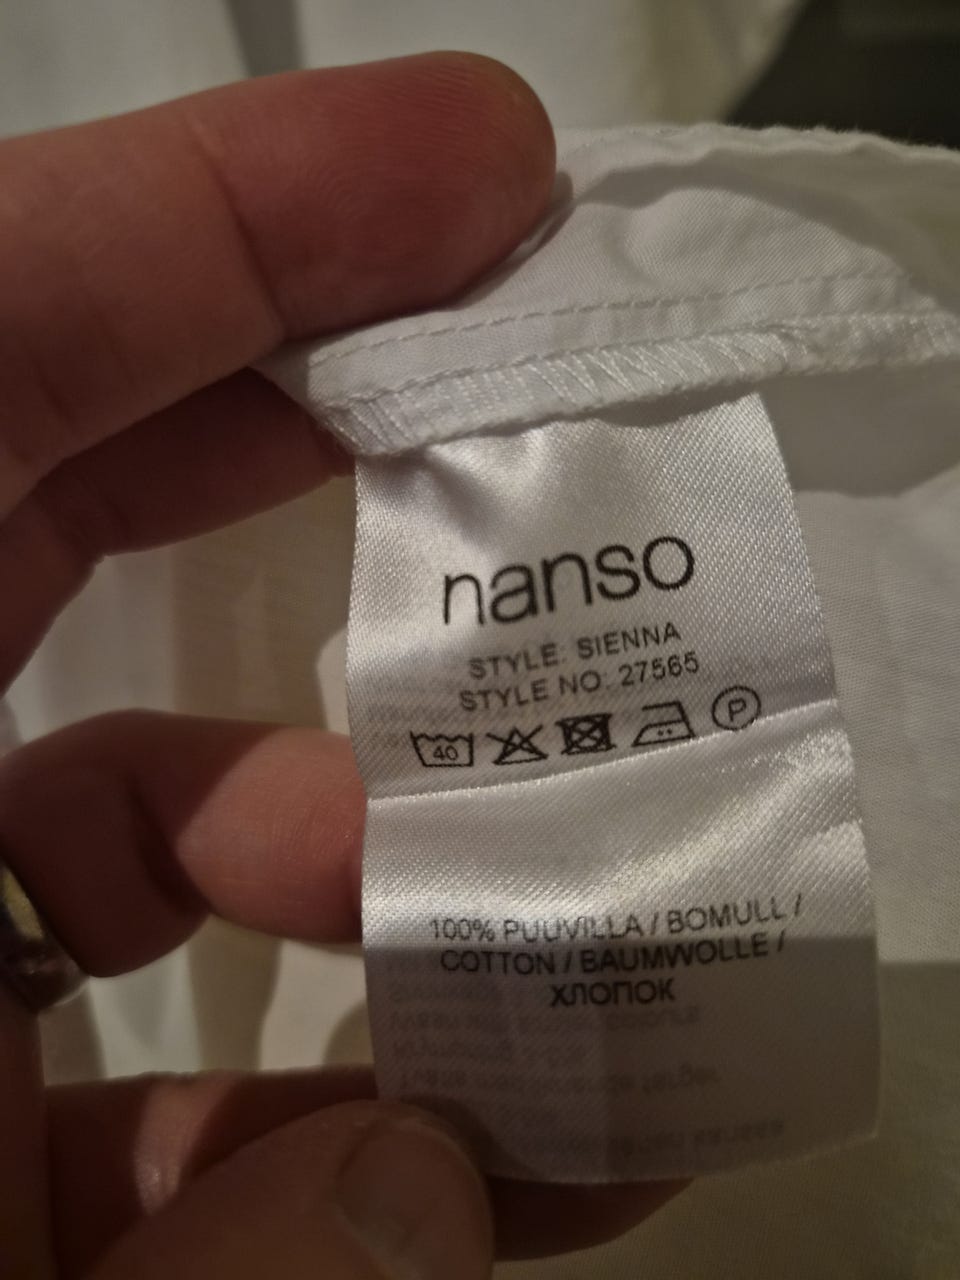 nanso
STYLE: SIENNA
STYLE NO. 27565
40 P
100% PUUVILLA / BOMULL /
COTTON / BAUMWOLLE /
ХЛОПОК